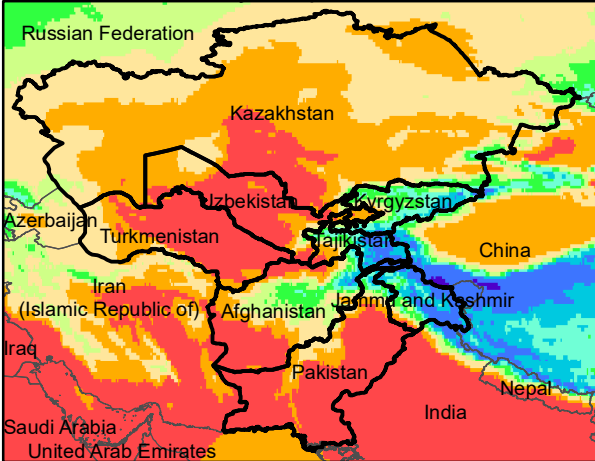 Russian Federation
Kazakhstan
Izbekistan
Kyrgyzstan
Azerbaijan
Turkmenistan
Tajikistan
China
Iran
(Islamic Republic of)
Afghanistan
Jammu and Kashmir
Iraq
Pakistan
Nepal
India
Saudi Arabia
United Arab Emirates